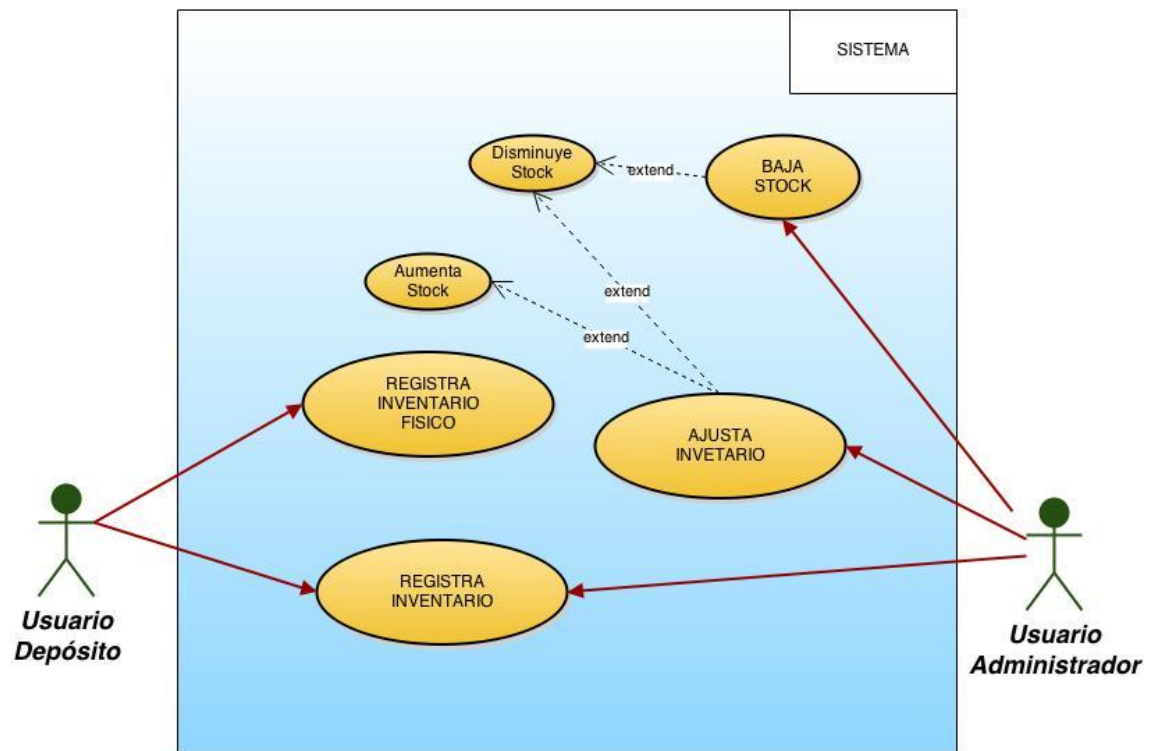 SISTEMA
Disminuye
Stock
extend
BAJA
STOCK
Aumenta
Stock
extend
extend
REGISTRA
INVENTARIO
FISICO
AJUSTA
INVETARIO
REGISTRA
INVENTARIO
Usuario
Depósito
Usuario
Administrador